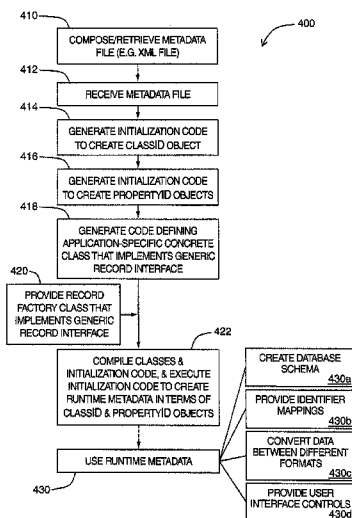 400
410
COMPOSE/RETRIEVE METADATA
FILE (E.G. XML FILE)
412
RECEIVE METADATA FILE
414
GENERATE INITIALIZATION CODE
TO CREATE CLASSID OBJECT
416
GENERATE INITIALIZATION CODE
TO CREATE PROPERTYID OBJECTS
418
GENERATE CODE DEFINING
APPLICATION-SPECIFIC CONCRETE
CLASS THAT IMPLEMENTS GENERIC
RECORD INTERFACE
420
PROVIDE RECORD
FACTORY CLASS THAT
IMPLEMENTS GENERIC
RECORD INTERFACE
422
COMPILE CLASSES &
INITIALIZATION CODE, & EXECUTE
INITIALIZATION CODE TO CREATE
RUNTIME METADATA IN TERMS OF
CLASSID & PROPERTYID OBJECTS
USE RUNTIME METADATA
430
CREATE DATABASE
SCHEMA
430a
PROVIDE IDENTIFIER
MAPPINGS
430b
CONVERT DATA
BETWEEN DIFFERENT
FORMATS
430c
PROVIDE USER
INTERFACE CONTROLS
430d